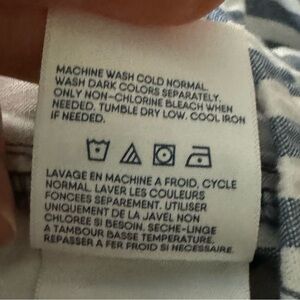 MACHINE WASH COLD NORMAL.
WASH DARK COLORS SEPARATELY.
ONLY NON-CHLORINE BLEACH WHEN
NEEDED. TUMBLE DRY LOW. COOL IRON
IF NEEDED.
LAVAGE EN MACHINE A FROID, CYCLE
NORMAL. LAVER LES COULEURS
FONCEES SEPAREMENT. UTILISER
UNIQUEMENT DE LA JAVEL NON
CHLOREE SI BESOIN. SECHE-LINGE
A TAMBOUR BASSE TEMPERATURE.
REPASSER A FER FROID SI NECESSAIRE.